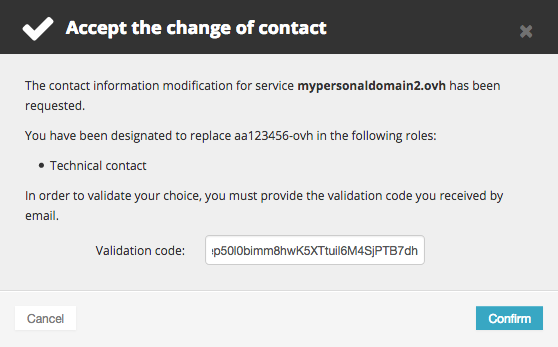 Accept the change of contact
The contact information modification for service mypersonaldomain2.ovh has been
requested.
You have been designated to replace aa123456-ovh in the following roles:
Technical contact
In order to validate your choice, you must provide the validation code you received by
email.
Validation code:
Cancel
Confirm